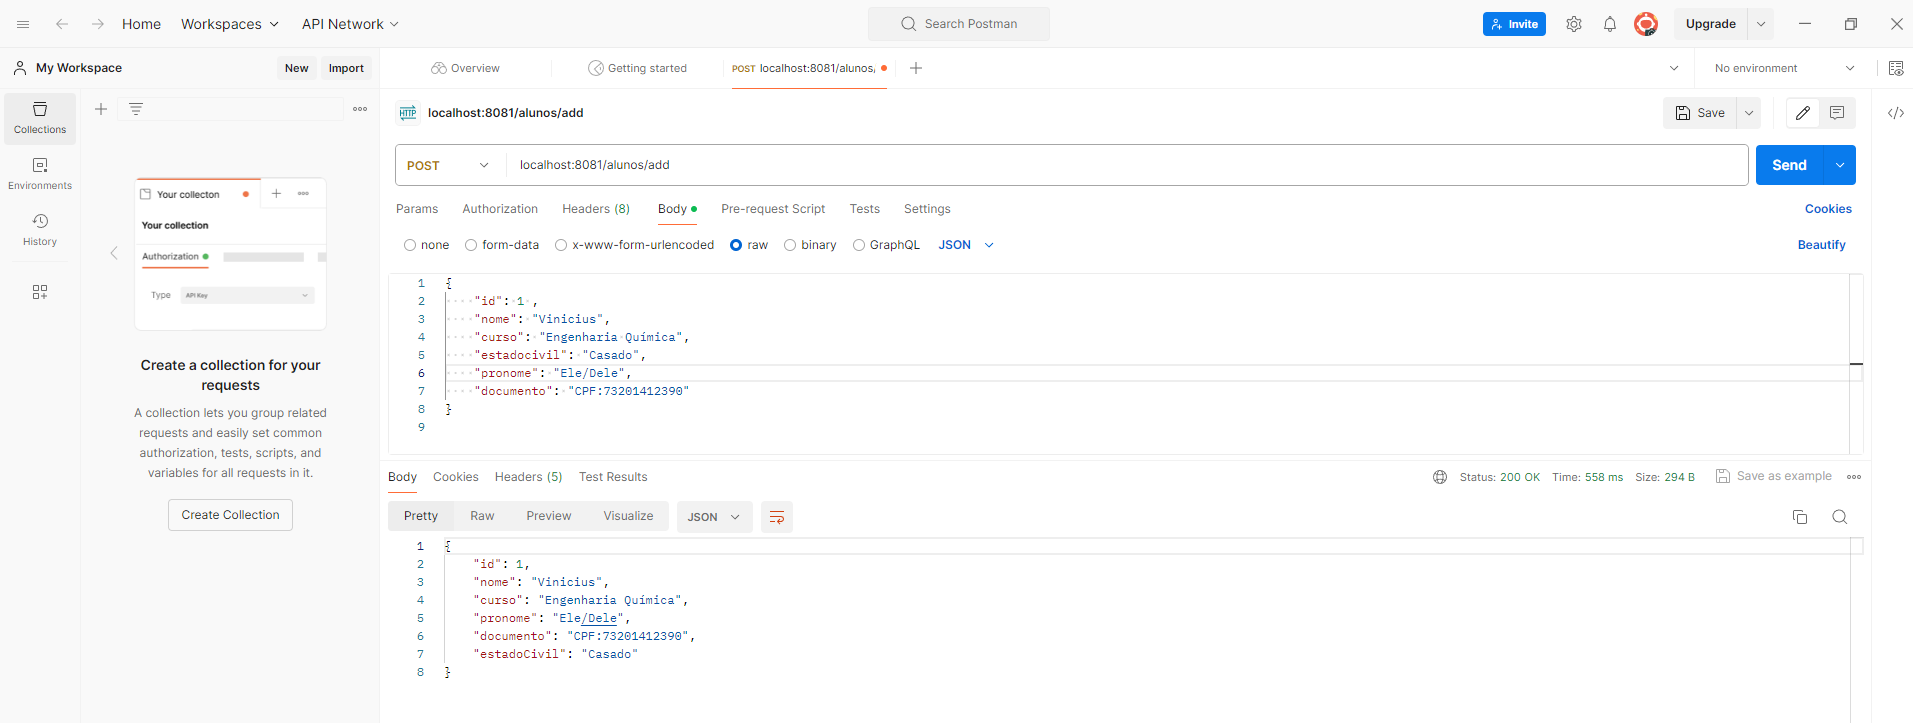 Home Workspaces API Network Search Postman Invite Upgrade
My Workspace New Import Overview Getting started POST localhost:8081/alunos/ No environment
Collections
Environments
History
Your collecton
Your collection
Authorization
Type API Key
Create a collection for your
requests
A collection lets you group related
requests and easily set common
authorization, tests, scripts, and
variables for all requests in it.
Create Collection
HTTP localhost:8081/alunos/add Save
POST localhost:8081/alunos/add Send
Params Authorization Headers (8) Body Pre-request Script Tests Settings Cookies
none form-data x-www-form-urlencoded raw binary GraphQL JSON Beautify
1 {
2 "id": 1 ,
3 "nome": "Vinicius",
4 "curso": "Engenharia Química",
5 "estadocivil": "Casado",
6 "pronome": "Ele/Dele",
7 "documento": "CPF:73201412390"
8 }
9
Body Cookies Headers (5) Test Results Status: 200 OK Time: 558 ms Size: 294 B Save as example
Pretty Raw Preview Visualize JSON
1 {
2 "id": 1,
3 "nome": "Vinicius",
4 "curso": "Engenharia Química",
5 "pronome": "Ele/Dele",
6 "documento": "CPF:73201412390",
7 "estadoCivil": "Casado"
8 }